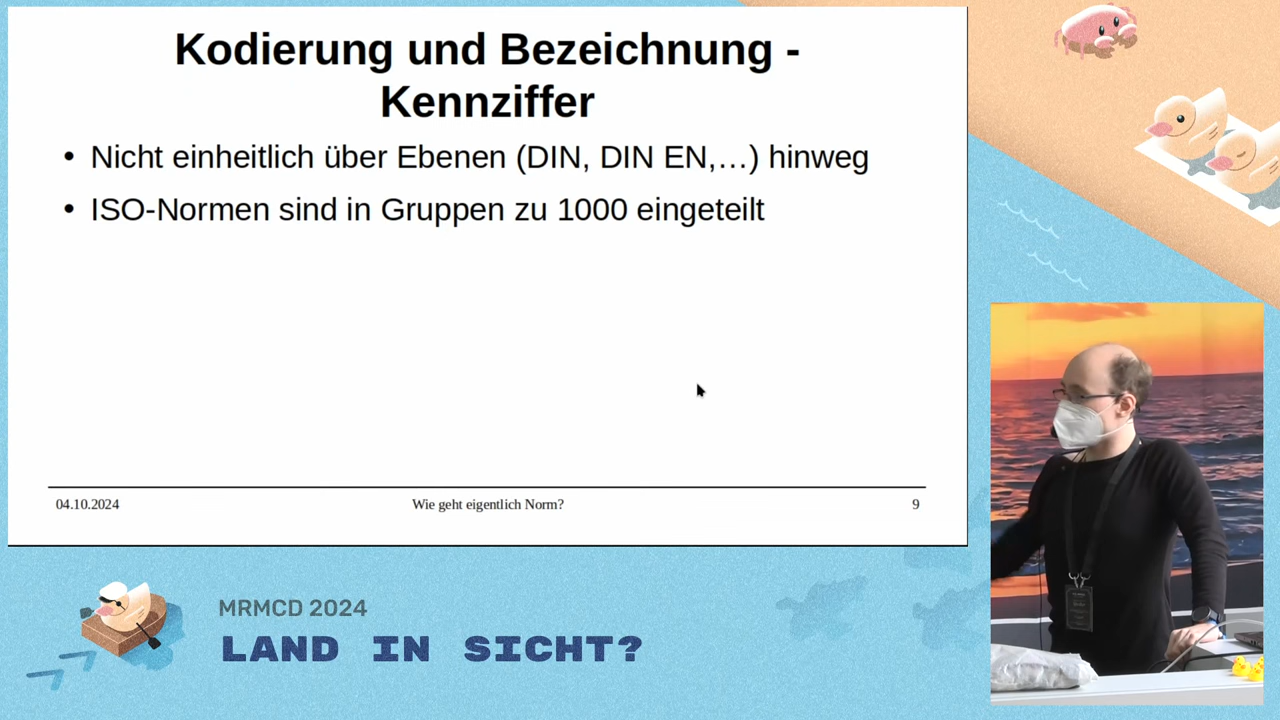 Kodierung und Bezeichnung -
Kennziffer
• Nicht einheitlich über Ebenen (DIN, DIN EN,…) hinweg
• ISO-Normen sind in Gruppen zu 1000 eingeteilt
04.10.2024 Wie geht eigentlich Norm? 9
MRMCD 2024
LAND IN SICHT?